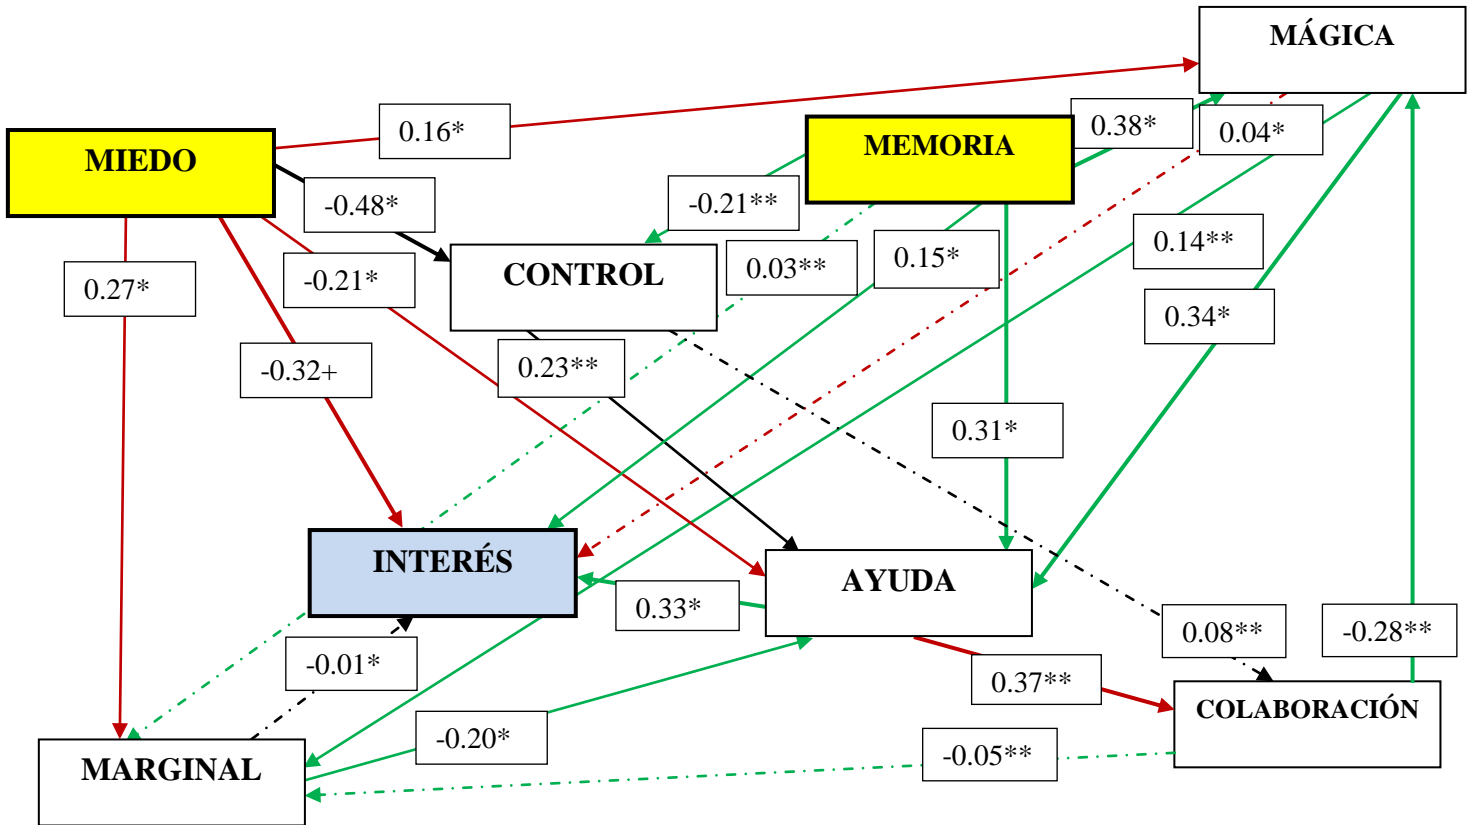 MÁGICA
0.16*
0.38*
0.04*
MIEDO
MEMORIA
-0.48*
-0.21**
CONTROL
0.27*
-0.21*
0.03**
0.15*
0.14**
0.34*
-0.32+
0.23**
0.31*
INTERÉS
AYUDA
0.33*
-0.01*
0.08**
-0.28**
0.37**
COLABORACIÓN
-0.20*
-0.05**
MARGINAL